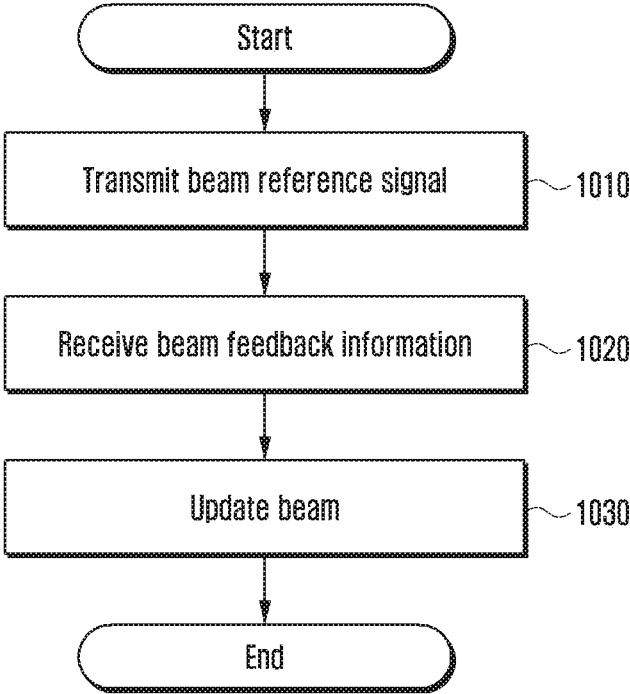 Start
Transmit beam reference signal
1010
Receive beam feedback information
1020
Update beam
1030
End